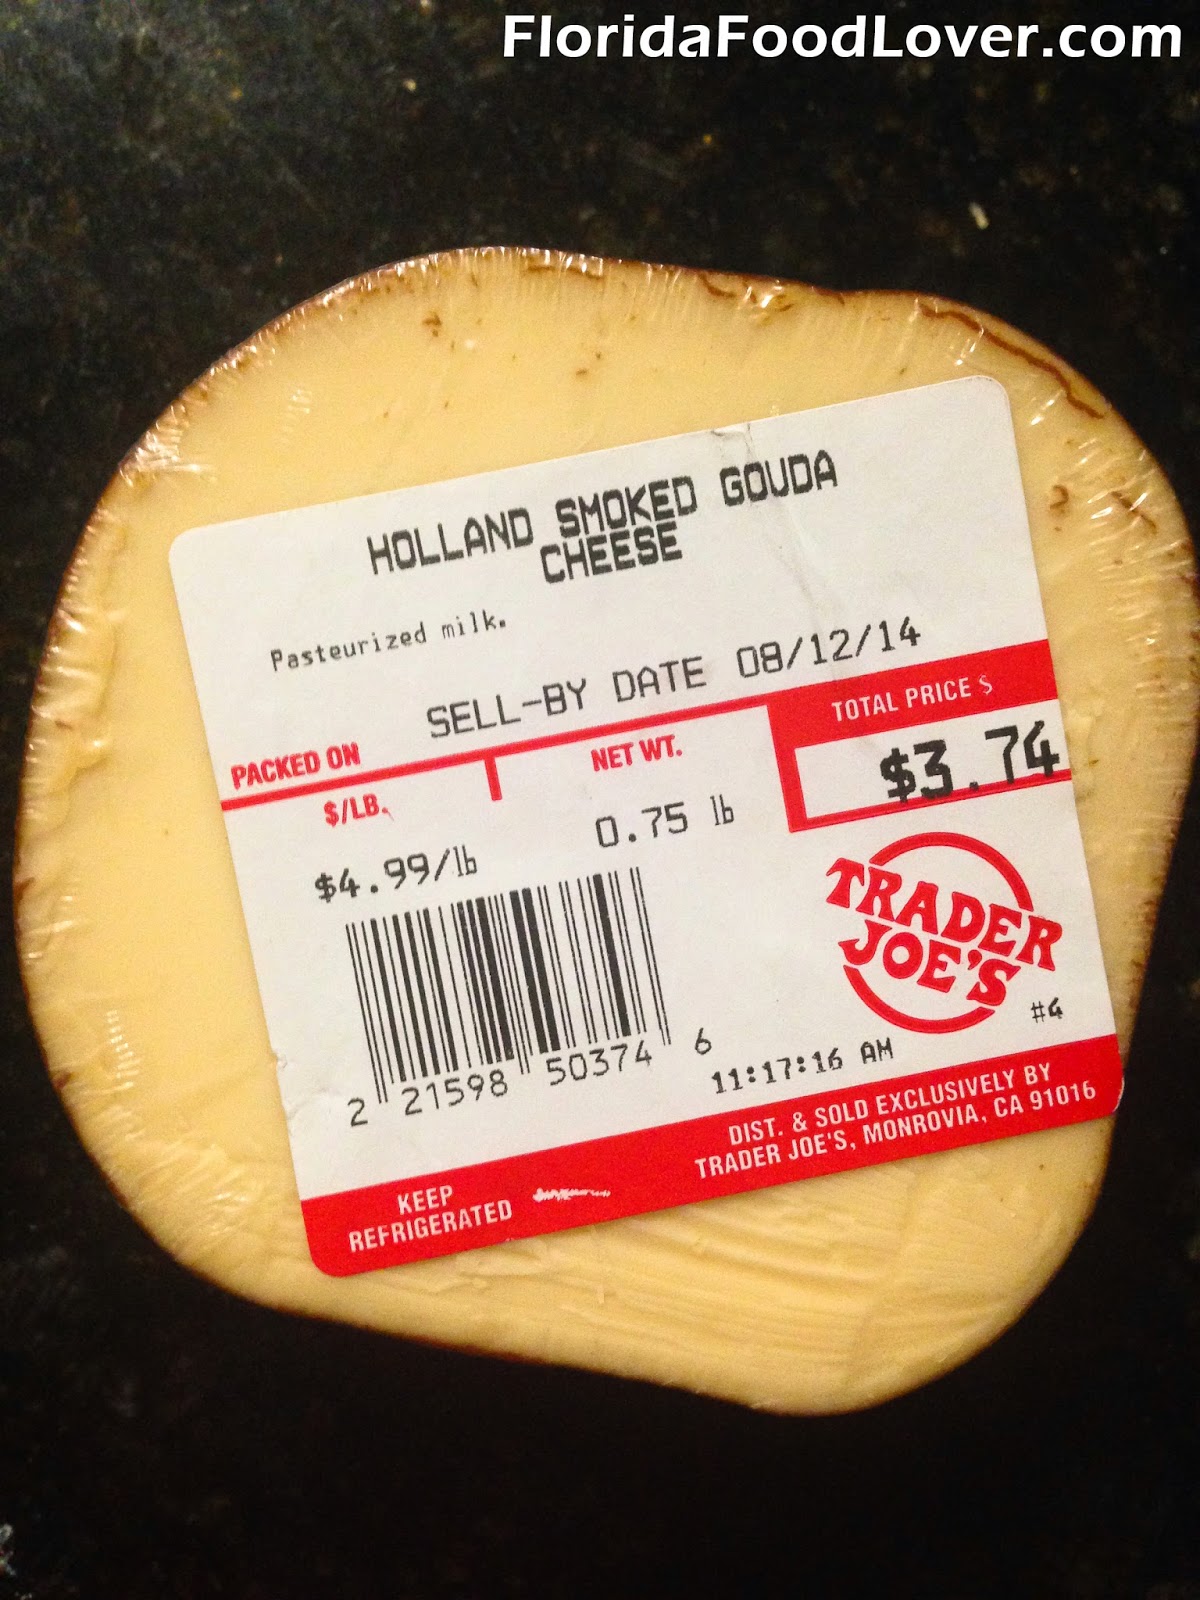 FloridaFoodLover.com
HOLLAND SMOKED GOUDA
CHEESE
Pasteurized milk.
SELL-BY DATE 08/12/14
PACKED ON
$/LB.
NET WT.
TOTAL PRICE $
$4.99/lb
0.75 lb
$3.74
TRADER
JOE'S
#4
2 21598 50374 6
11:17:16 AM
DIST. & SOLD EXCLUSIVELY BY
TRADER JOE'S, MONROVIA, CA 91016
KEEP
REFRIGERATED